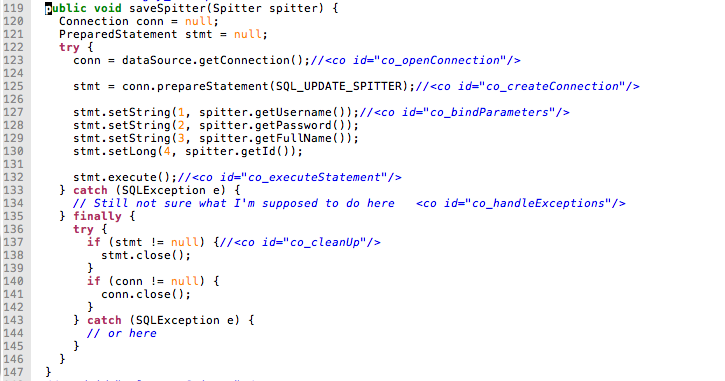 119 public void saveSpitter(Spitter spitter) {
120   Connection conn = null;
121   PreparedStatement stmt = null;
122   try {
123     conn = dataSource.getConnection();//<co id="co_openConnection"/>
124
125     stmt = conn.prepareStatement(SQL_UPDATE_SPITTER);//<co id="co_createConnection"/>
126
127     stmt.setString(1, spitter.getUsername());//<co id="co_bindParameters"/>
128     stmt.setString(2, spitter.getPassword());
129     stmt.setString(3, spitter.getFullName());
130     stmt.setLong(4, spitter.getId());
131
132     stmt.execute();//<co id="co_executeStatement"/>
133   } catch (SQLException e) {
134     // Still not sure what I'm supposed to do here   <co id="co_handleExceptions"/>
135   } finally {
136     try {
137       if (stmt != null) {//<co id="co_cleanUp"/>
138         stmt.close();
139       }
140       if (conn != null) {
141         conn.close();
142       }
143     } catch (SQLException e) {
144       // or here
145     }
146   }
147 }